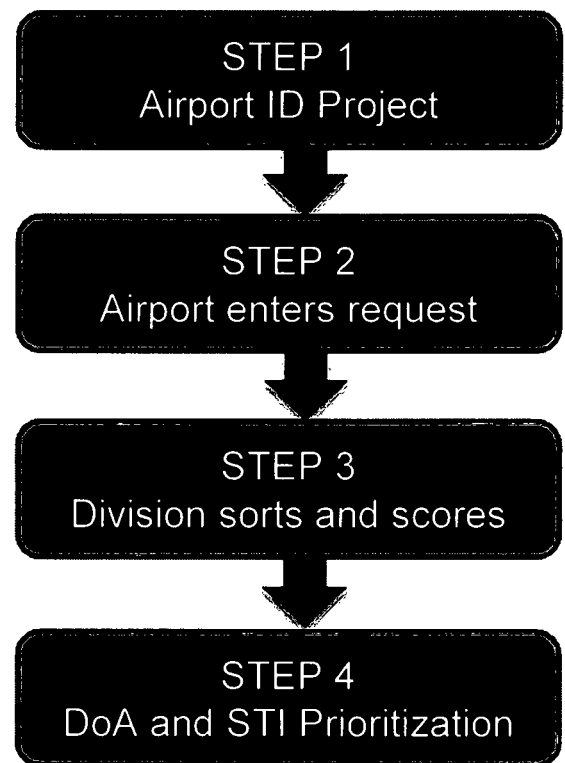 STEP 1
Airport ID Project
STEP 2
Airport enters request
STEP 3
Division sorts and scores
STEP 4
DoA and STI Prioritization